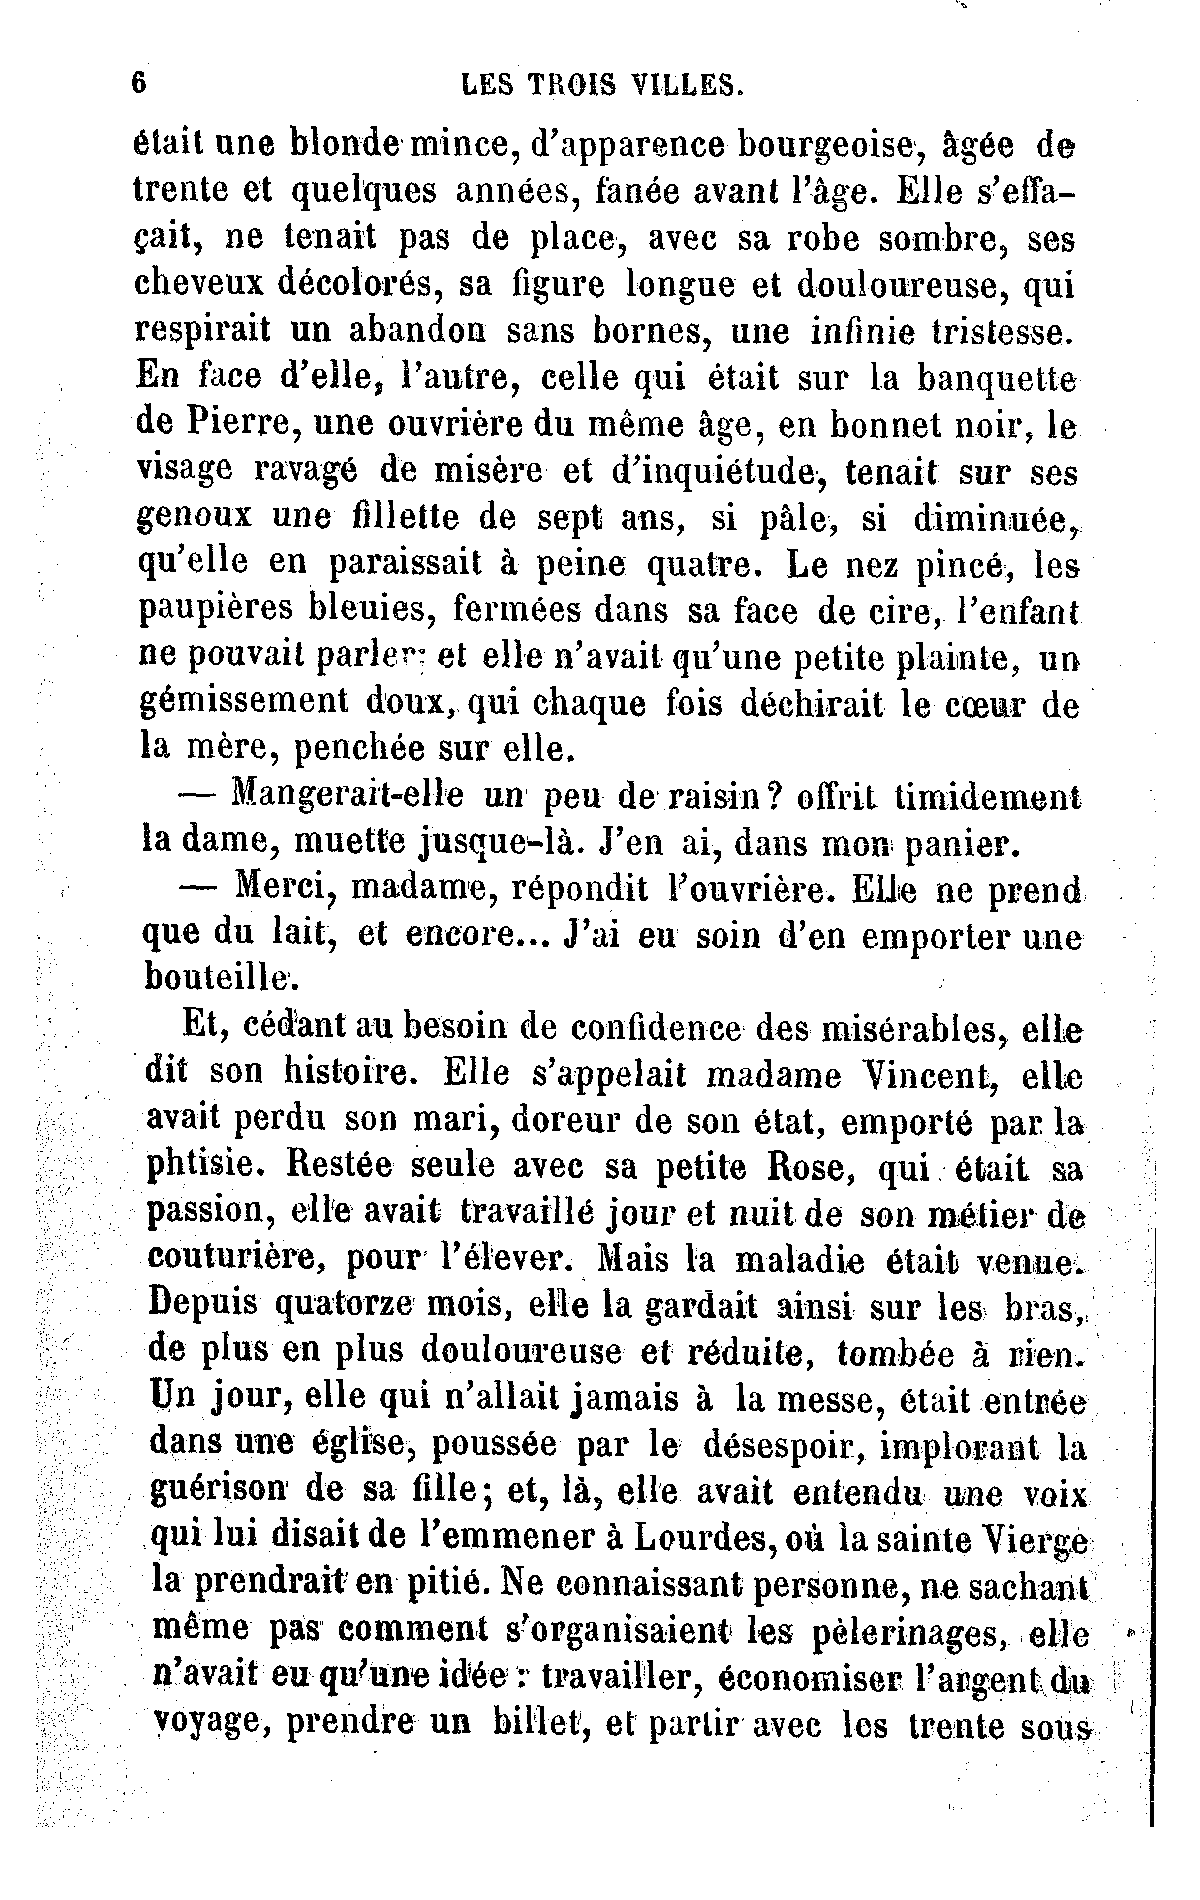 6 LES TROIS VILLES.
était une blonde mince, d'apparence bourgeoise, âgée de
trente et quelques années, fanée avant l'âge. Elle s'effa-
çait, ne tenait pas de place, avec sa robe sombre, ses
cheveux décolorés, sa figure longue et douloureuse, qui
respirait un abandon sans bornes, une infinie tristesse.
En face d'elle, l'autre, celle qui était sur la banquette
de Pierre, une ouvrière du même âge, en bonnet noir, le
visage ravagé de misère et d'inquiétude, tenait sur ses
genoux une fillette de sept ans, si pâle, si diminuée,
qu'elle en paraissait à peine quatre. Le nez pincé, les
paupières bleuies, fermées dans sa face de cire, l'enfant
ne pouvait parler; et elle n'avait qu'une petite plainte, un
gémissement doux, qui chaque fois déchirait le cœur de
la mère, penchée sur elle.
— Mangerait-elle un peu de raisin? offrit timidement
la dame, muette jusque-là. J'en ai, dans mon panier.
— Merci, madame, répondit l'ouvrière. Elle ne prend
que du lait, et encore... J'ai eu soin d'en emporter une
bouteille.
Et, cédant au besoin de confidence des misérables, elle
dit son histoire. Elle s'appelait madame Vincent, elle
avait perdu son mari, doreur de son état, emporté par la
phtisie. Restée seule avec sa petite Rose, qui était sa
passion, elle avait travaillé jour et nuit de son métier de
couturière, pour l'élever. Mais la maladie était venue.
Depuis quatorze mois, elle la gardait ainsi sur les bras,
de plus en plus douloureuse et réduite, tombée à rien.
Un jour, elle qui n'allait jamais à la messe, était entrée
dans une église, poussée par le désespoir, implorant la
guérison de sa fille; et, là, elle avait entendu une voix
qui lui disait de l'emmener à Lourdes, où la sainte Vierge
la prendrait en pitié. Ne connaissant personne, ne sachant
même pas comment s'organisaient les pèlerinages, elle
n'avait eu qu'une idée : travailler, économiser l'argent du
voyage, prendre un billet, et partir avec les trente sous